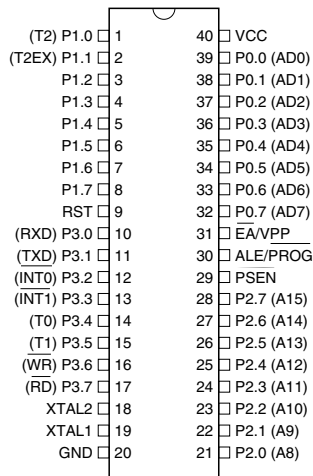 (T2) P1.0 1 40 VCC
(T2EX) P1.1 2 39 P0.0 (AD0)
P1.2 3 38 P0.1 (AD1)
P1.3 4 37 P0.2 (AD2)
P1.4 5 36 P0.3 (AD3)
P1.5 6 35 P0.4 (AD4)
P1.6 7 34 P0.5 (AD5)
P1.7 8 33 P0.6 (AD6)
RST 9 32 P0.7 (AD7)
(RXD) P3.0 10 31 E̅A̅/VPP
(TXD) P3.1 11 30 ALE/P̅R̅O̅G̅
(I̅N̅T̅0̅) P3.2 12 29 P̅S̅E̅N̅
(I̅N̅T̅1̅) P3.3 13 28 P2.7 (A15)
(T0) P3.4 14 27 P2.6 (A14)
(T1) P3.5 15 26 P2.5 (A13)
(W̅R̅) P3.6 16 25 P2.4 (A12)
(R̅D̅) P3.7 17 24 P2.3 (A11)
XTAL2 18 23 P2.2 (A10)
XTAL1 19 22 P2.1 (A9)
GND 20 21 P2.0 (A8)